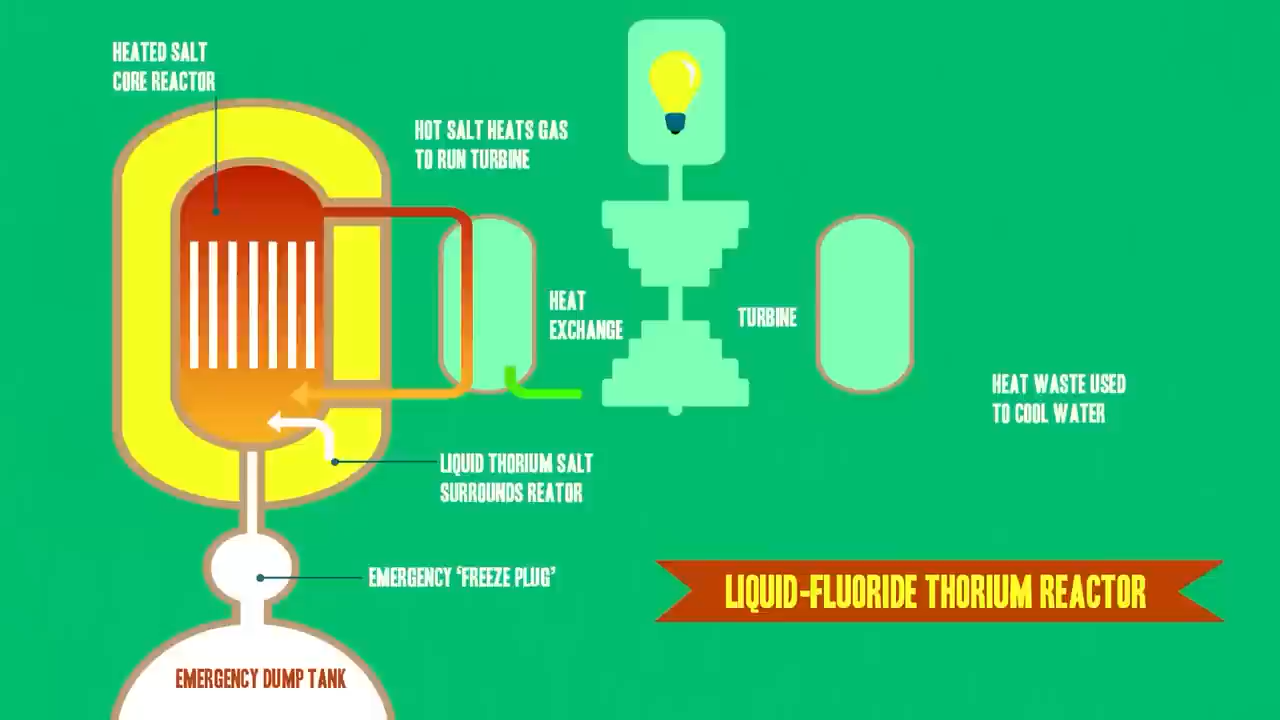 HEATED SALT
CORE REACTOR
HOT SALT HEATS GAS
TO RUN TURBINE
HEAT
EXCHANGE
TURBINE
HEAT WASTE USED
TO COOL WATER
LIQUID THORIUM SALT
SURROUNDS REATOR
EMERGENCY 'FREEZE PLUG'
LIQUID-FLUORIDE THORIUM REACTOR
EMERGENCY DUMP TANK